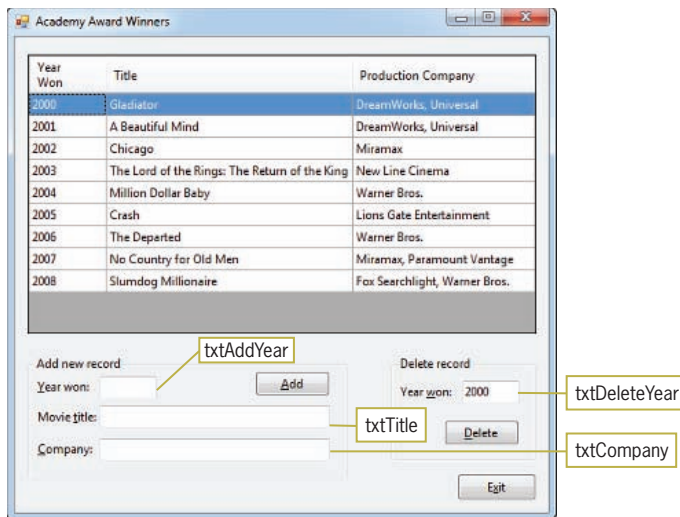 Academy Award Winners
Year Won Title Production Company
2000 Gladiator DreamWorks, Universal
2001 A Beautiful Mind DreamWorks, Universal
2002 Chicago Miramax
2003 The Lord of the Rings: The Return of the King New Line Cinema
2004 Million Dollar Baby Warner Bros.
2005 Crash Lions Gate Entertainment
2006 The Departed Warner Bros.
2007 No Country for Old Men Miramax, Paramount Vantage
2008 Slumdog Millionaire Fox Searchlight, Warner Bros.
txtAddYear
Add new record
Year won:
Add
Movie title:
txtTitle
Company:
Delete record
Year won: 2000
txtDeleteYear
Delete
txtCompany
Exit